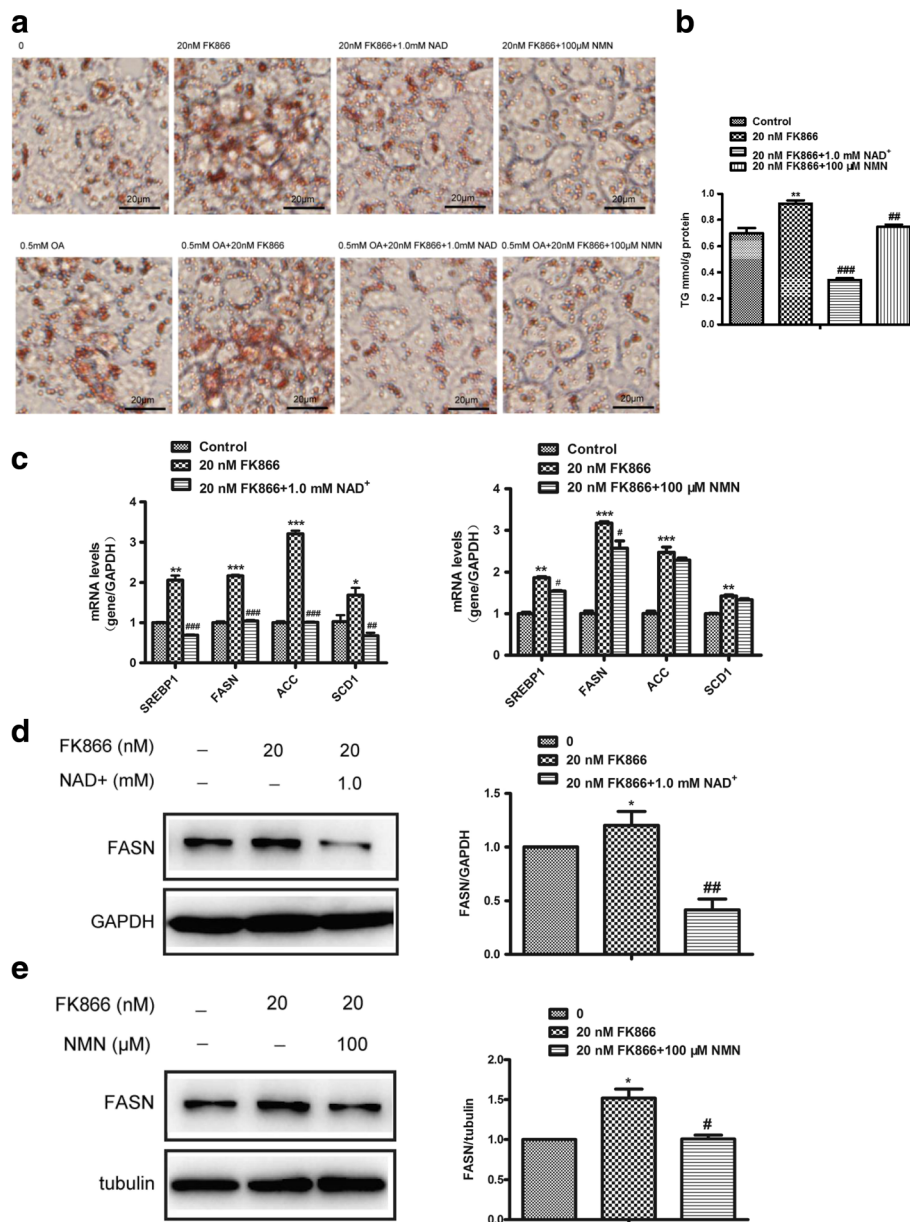 a
0
20nM FK866
20nM FK866+1.0mM NAD
20nM FK866+100µM NMN
20µm
20µm
20µm
20µm
0.5mM OA
0.5mM OA+20nM FK866
0.5mM OA+20nM FK866+1.0mM NAD
0.5mM OA+20nM FK866+100µM NMN
20µm
20µm
20µm
20µm
b
Control
20 nM FK866
20 nM FK866+1.0 mM NAD⁺
20 nM FK866+100 µM NMN
TG mmol/g protein
1.0
0.8
0.6
0.4
0.2
0.0
**
###
##
c
Control
20 nM FK866
20 nM FK866+1.0 mM NAD⁺
mRNA levels
(gene/GAPDH)
4
3
2
1
0
**
###
***
###
***
###
*
##
SREBP1
FASN
ACC
SCD1
Control
20 nM FK866
20 nM FK866+100 µM NMN
mRNA levels
(gene/GAPDH)
4
3
2
1
0
**
#
***
#
***
**
SREBP1
FASN
ACC
SCD1
d
FK866 (nM) – 20 20
NAD+ (mM) – – 1.0
FASN
GAPDH
0
20 nM FK866
20 nM FK866+1.0 mM NAD⁺
FASN/GAPDH
1.5
1.0
0.5
0.0
*
##
e
FK866 (nM) – 20 20
NMN (µM) – – 100
FASN
tubulin
0
20 nM FK866
20 nM FK866+100 µM NMN
FASN/tubulin
2.0
1.5
1.0
0.5
0.0
*
#